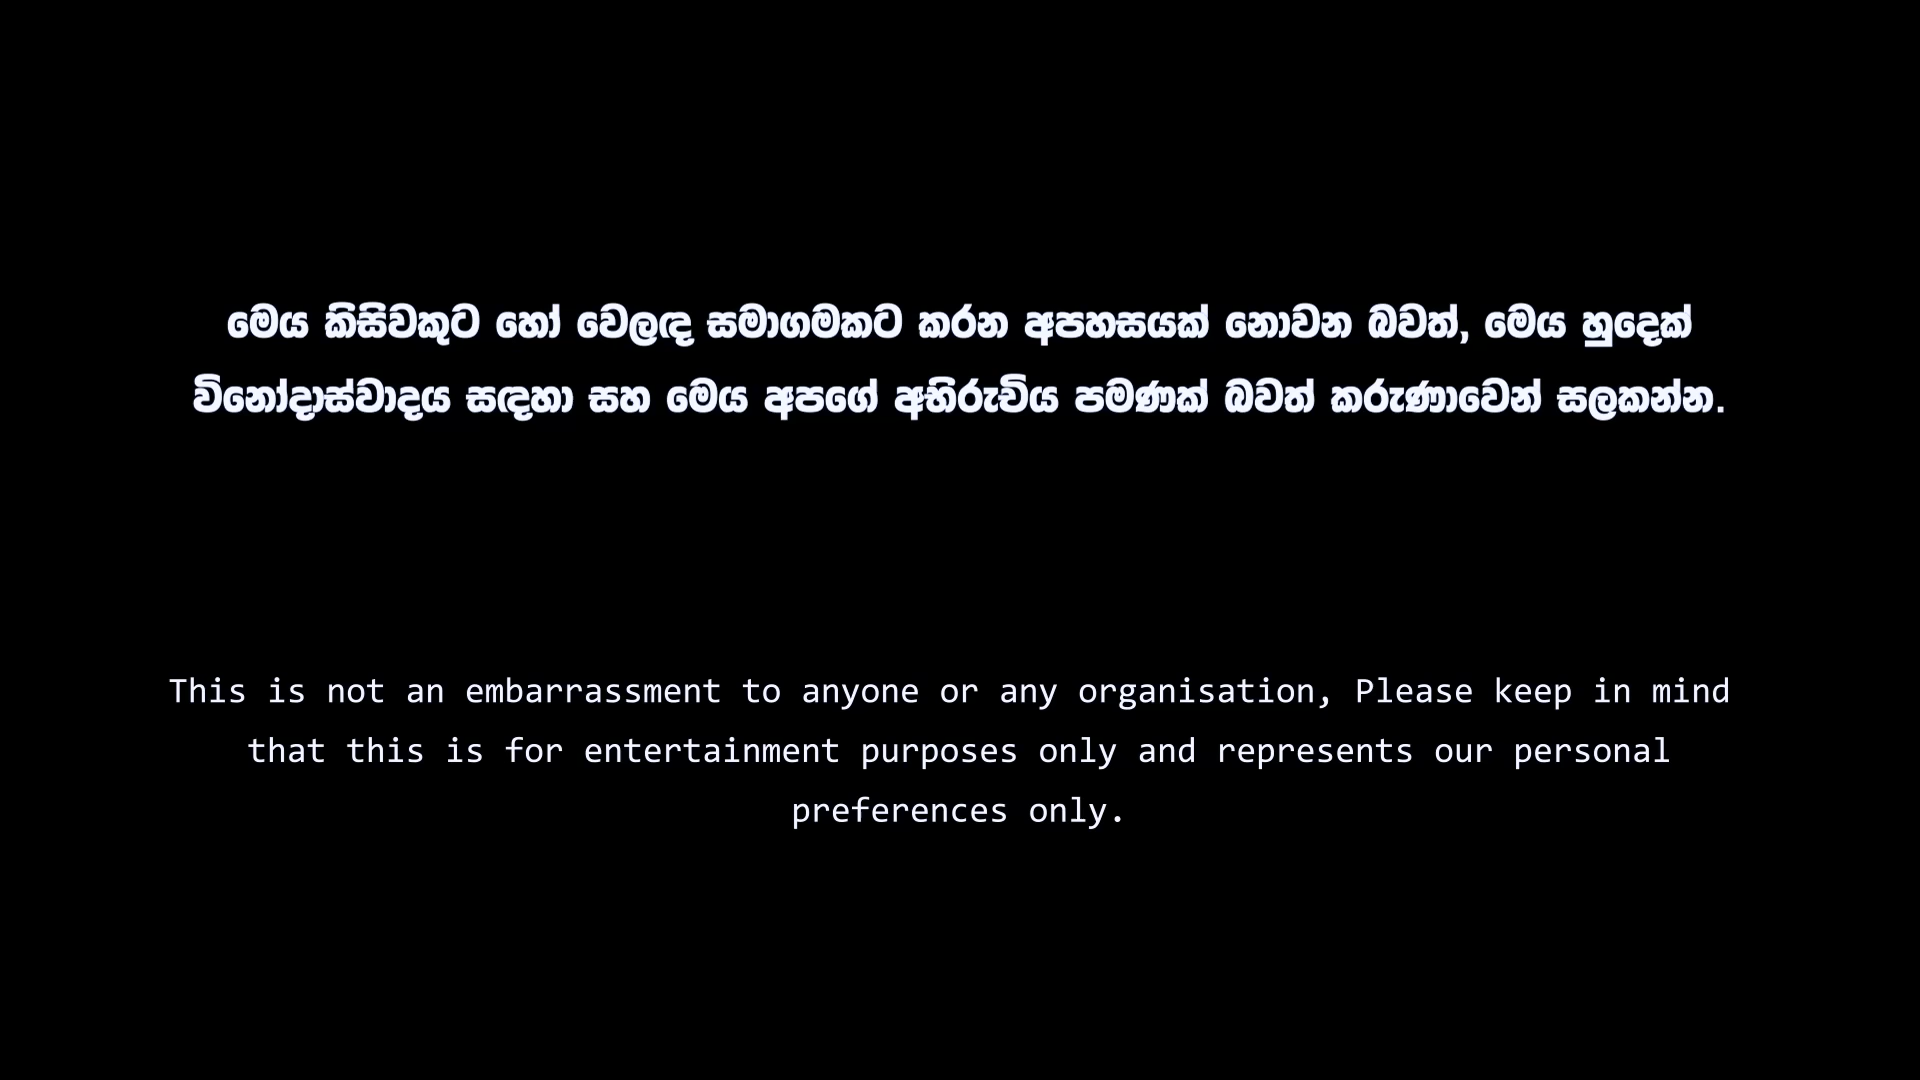 මෙය කිසිවකුට හෝ වෙලඳ සමාගමකට කරන අපහසයක් නොවන බවත්, මෙය හුදෙක්
විනෝදාස්වාදය සඳහා සහ මෙය අපගේ අභිරුචිය පමණක් බවත් කරුණාවෙන් සලකන්න.
This is not an embarrassment to anyone or any organisation, Please keep in mind
that this is for entertainment purposes only and represents our personal
preferences only.